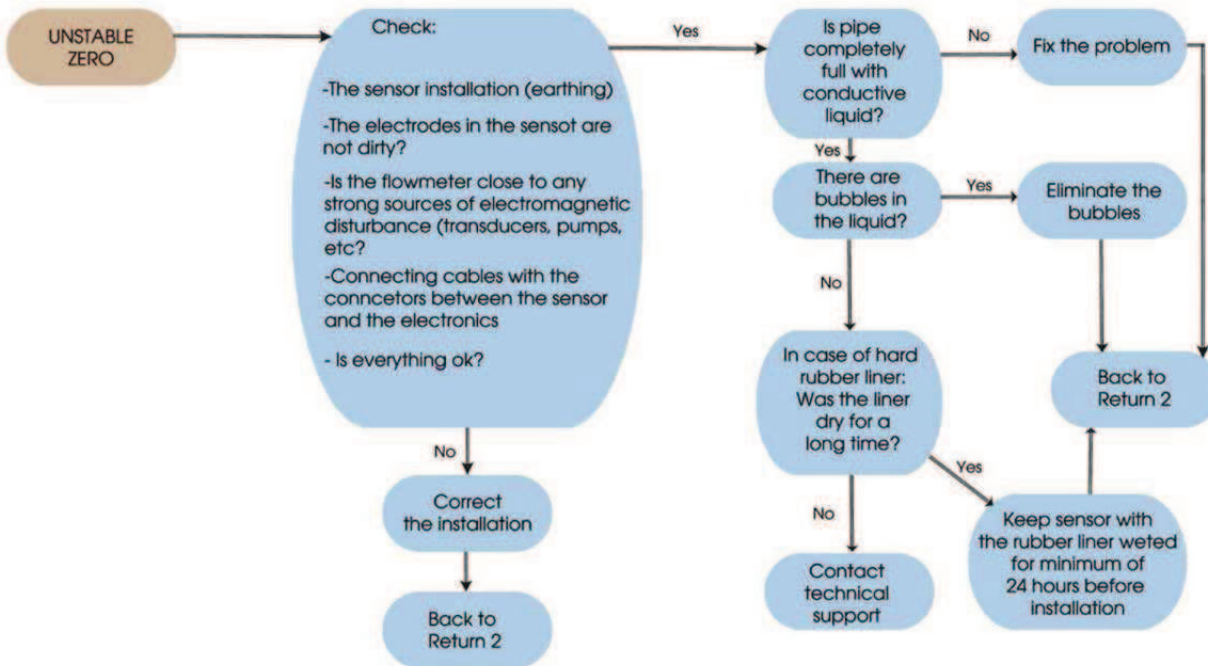 UNSTABLE
ZERO
Check:
-The sensor installation (earthing)
-The electrodes in the sensot are
not dirty?
-Is the flowmeter close to any
strong sources of electromagnetic
disturbance (transducers, pumps,
etc?
-Connecting cables with the
conncetors between the sensor
and the electronics
- Is everything ok?
No
Correct
the installation
Back to
Return 2
Yes
Is pipe
completely
full with
conductive
liquid?
No
Fix the problem
Yes
There are
bubbles in
the liquid?
Yes
Eliminate the
bubbles
No
In case of hard
rubber liner:
Was the liner
dry for a
long time?
Back to
Return 2
Yes
Keep sensor with
the rubber liner weted
for minimum of
24 hours before
installation
No
Contact
technical
support